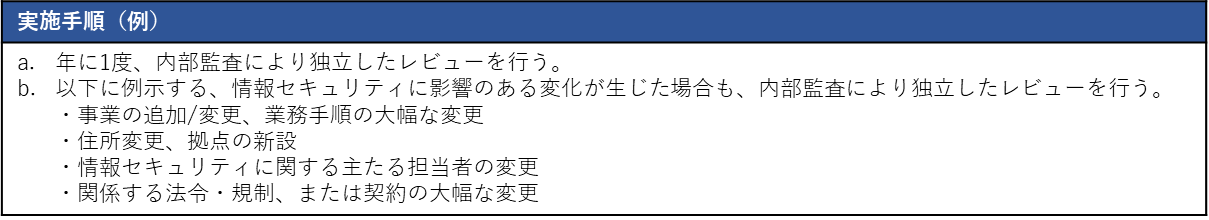 実施手順（例）
a. 年に1度、内部監査により独立したレビューを行う。
b. 以下に例示する、情報セキュリティに影響のある変化が生じた場合も、内部監査により独立したレビューを行う。
・事業の追加/変更、業務手順の大幅な変更
・住所変更、拠点の新設
・情報セキュリティに関する主たる担当者の変更
・関係する法令・規制、または契約の大幅な変更